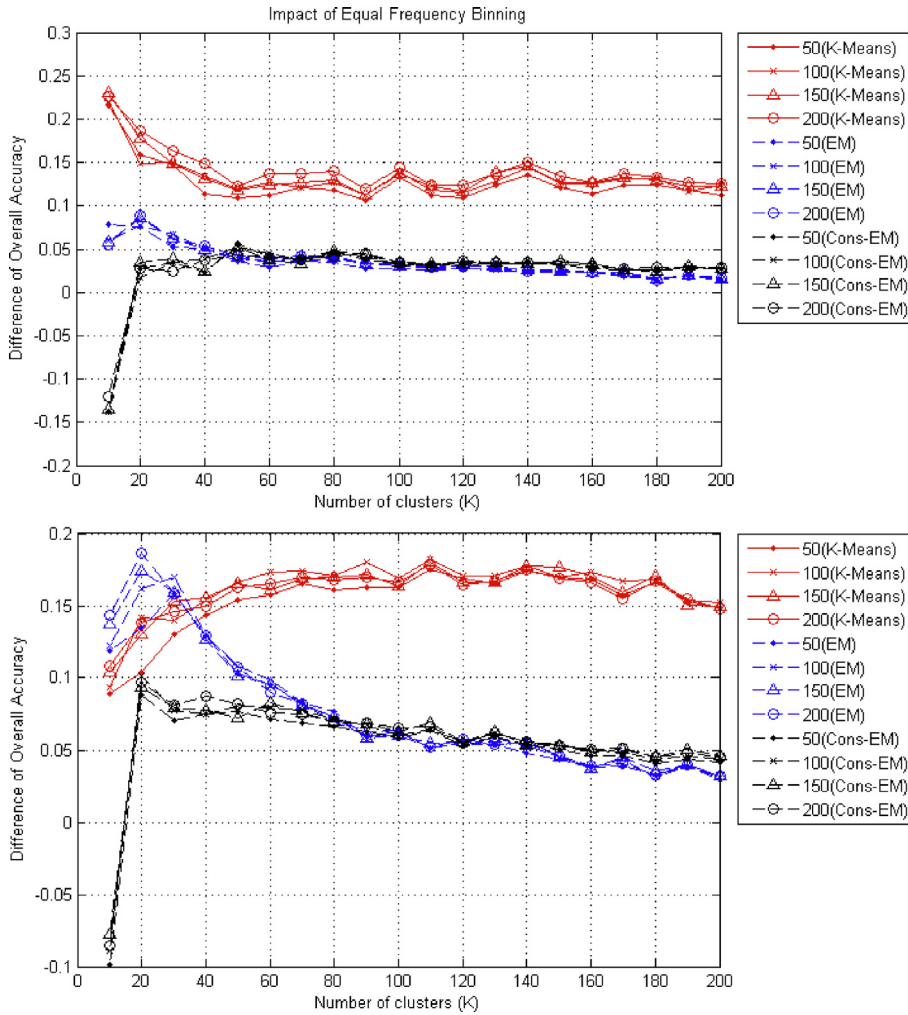 Impact of Equal Frequency Binning
0.3
0.25
0.2
0.15
0.1
0.05
0
-0.05
-0.1
-0.15
-0.2
Difference of Overall Accuracy
0 20 40 60 80 100 120 140 160 180 200
Number of clusters (K)
50(K-Means)
100(K-Means)
150(K-Means)
200(K-Means)
50(EM)
100(EM)
150(EM)
200(EM)
50(Cons-EM)
100(Cons-EM)
150(Cons-EM)
200(Cons-EM)
0.2
0.15
0.1
0.05
0
-0.05
-0.1
Difference of Overall Accuracy
0 20 40 60 80 100 120 140 160 180 200
Number of clusters (K)
50(K-Means)
100(K-Means)
150(K-Means)
200(K-Means)
50(EM)
100(EM)
150(EM)
200(EM)
50(Cons-EM)
100(Cons-EM)
150(Cons-EM)
200(Cons-EM)